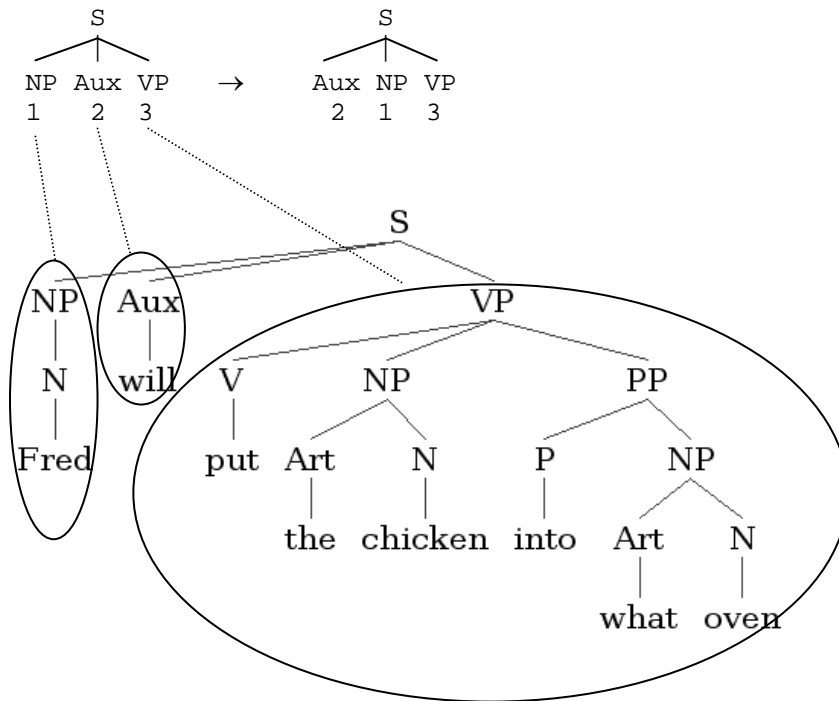 S S
NP Aux VP → Aux NP VP
1 2 3 2 1 3
S
NP Aux VP
N will V NP PP
Fred put Art N P NP
the chicken into Art N
what oven